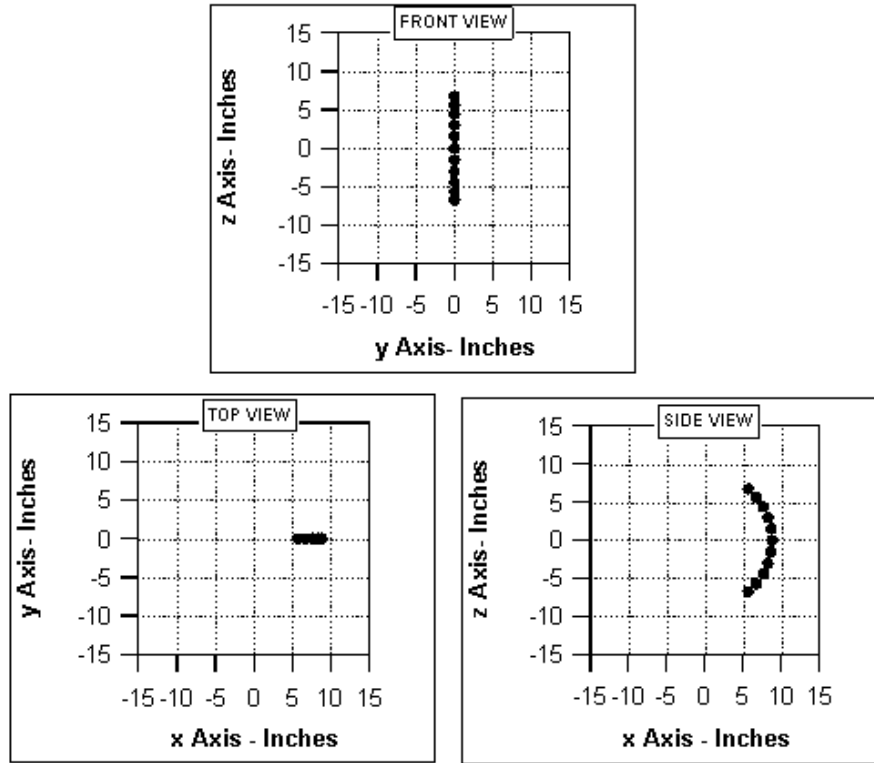 FRONT VIEW
15
10
5
0
-5
-10
-15
z Axis- Inches
-15 -10 -5 0 5 10 15
y Axis- Inches
TOP VIEW
15
10
5
0
-5
-10
-15
y Axis - Inches
-15 -10 -5 0 5 10 15
x Axis - Inches
SIDE VIEW
15
10
5
0
-5
-10
-15
z Axis - Inches
-15 -10 -5 0 5 10 15
x Axis - Inches